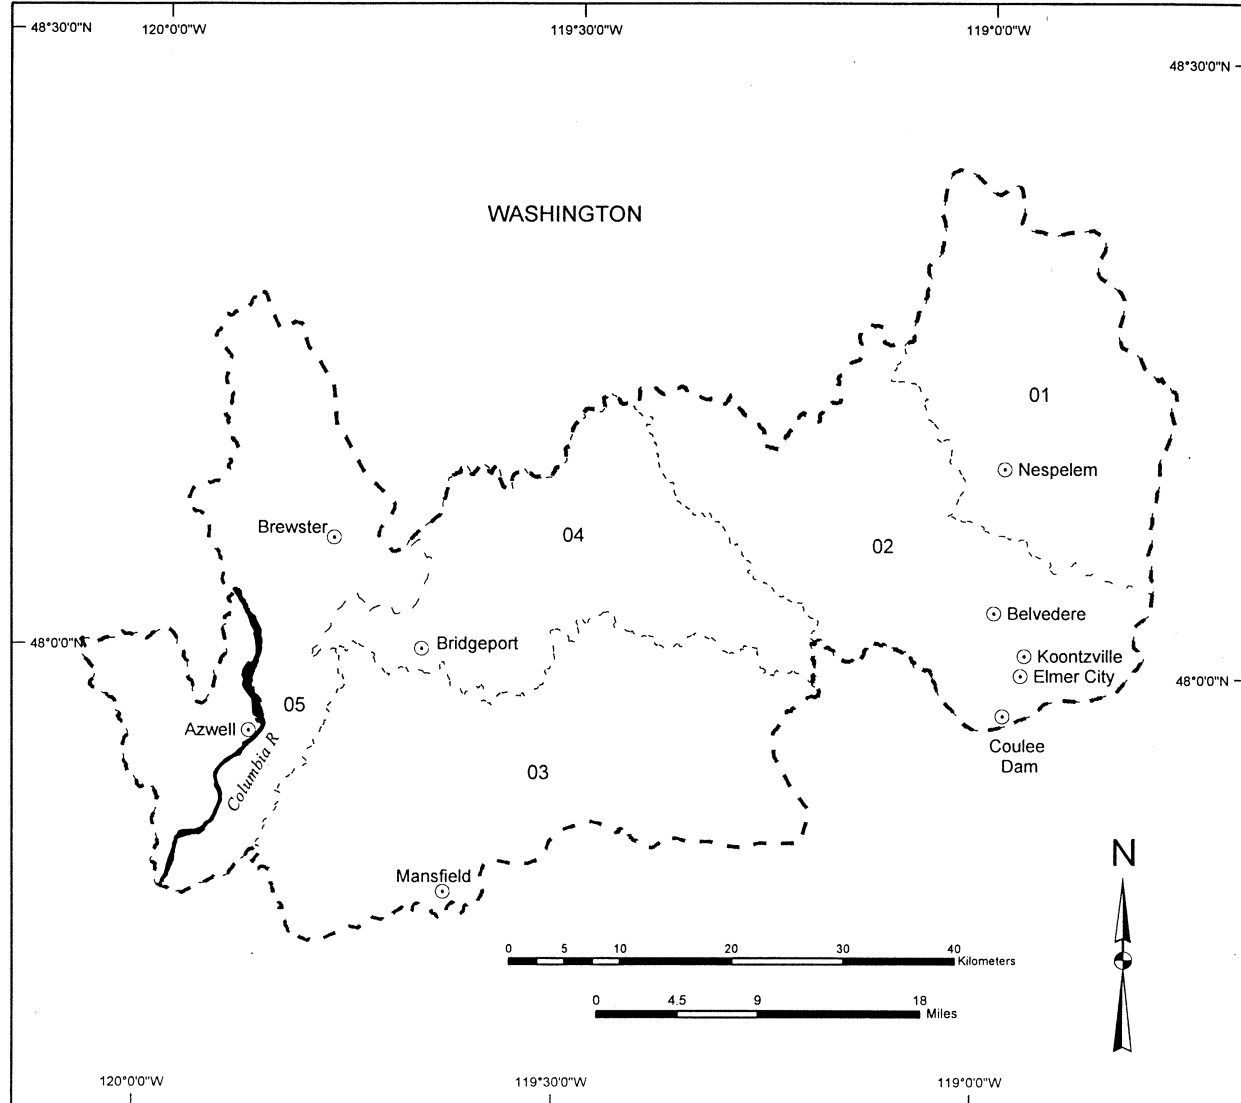 48°30'0"N
120°0'0"W
119°30'0"W
119°0'0"W
48°30'0"N
WASHINGTON
01
Nespelem
Brewster
04
02
Belvedere
48°0'0"N
Bridgeport
Koontzville
Elmer City
48°0'0"N
05
Azwell
Columbia R
Coulee
Dam
03
Mansfield
N
0 5 10 20 30 40
Kilometers
0 4.5 9 18
Miles
120°0'0"W
119°30'0"W
119°0'0"W